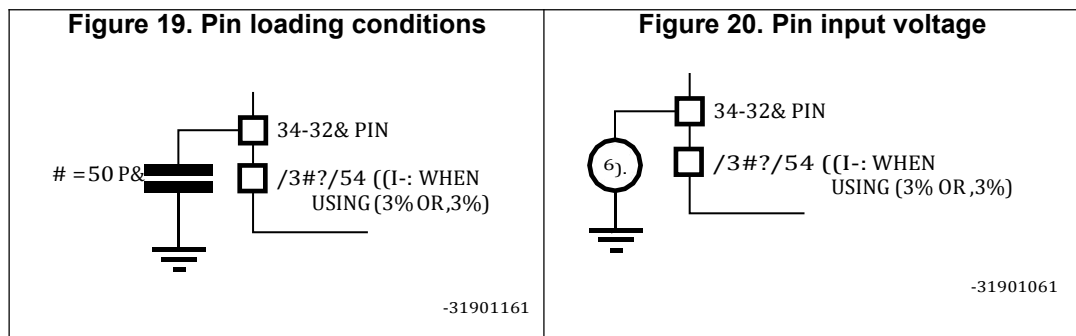 Figure 19. Pin loading conditions
34-32& PIN
# =50 P&
/3#?/54 ((I-: WHEN
USING (3% OR ,3%)
-31901161
Figure 20. Pin input voltage
34-32& PIN
6).
/3#?/54 ((I-: WHEN
USING (3% OR ,3%)
-31901061